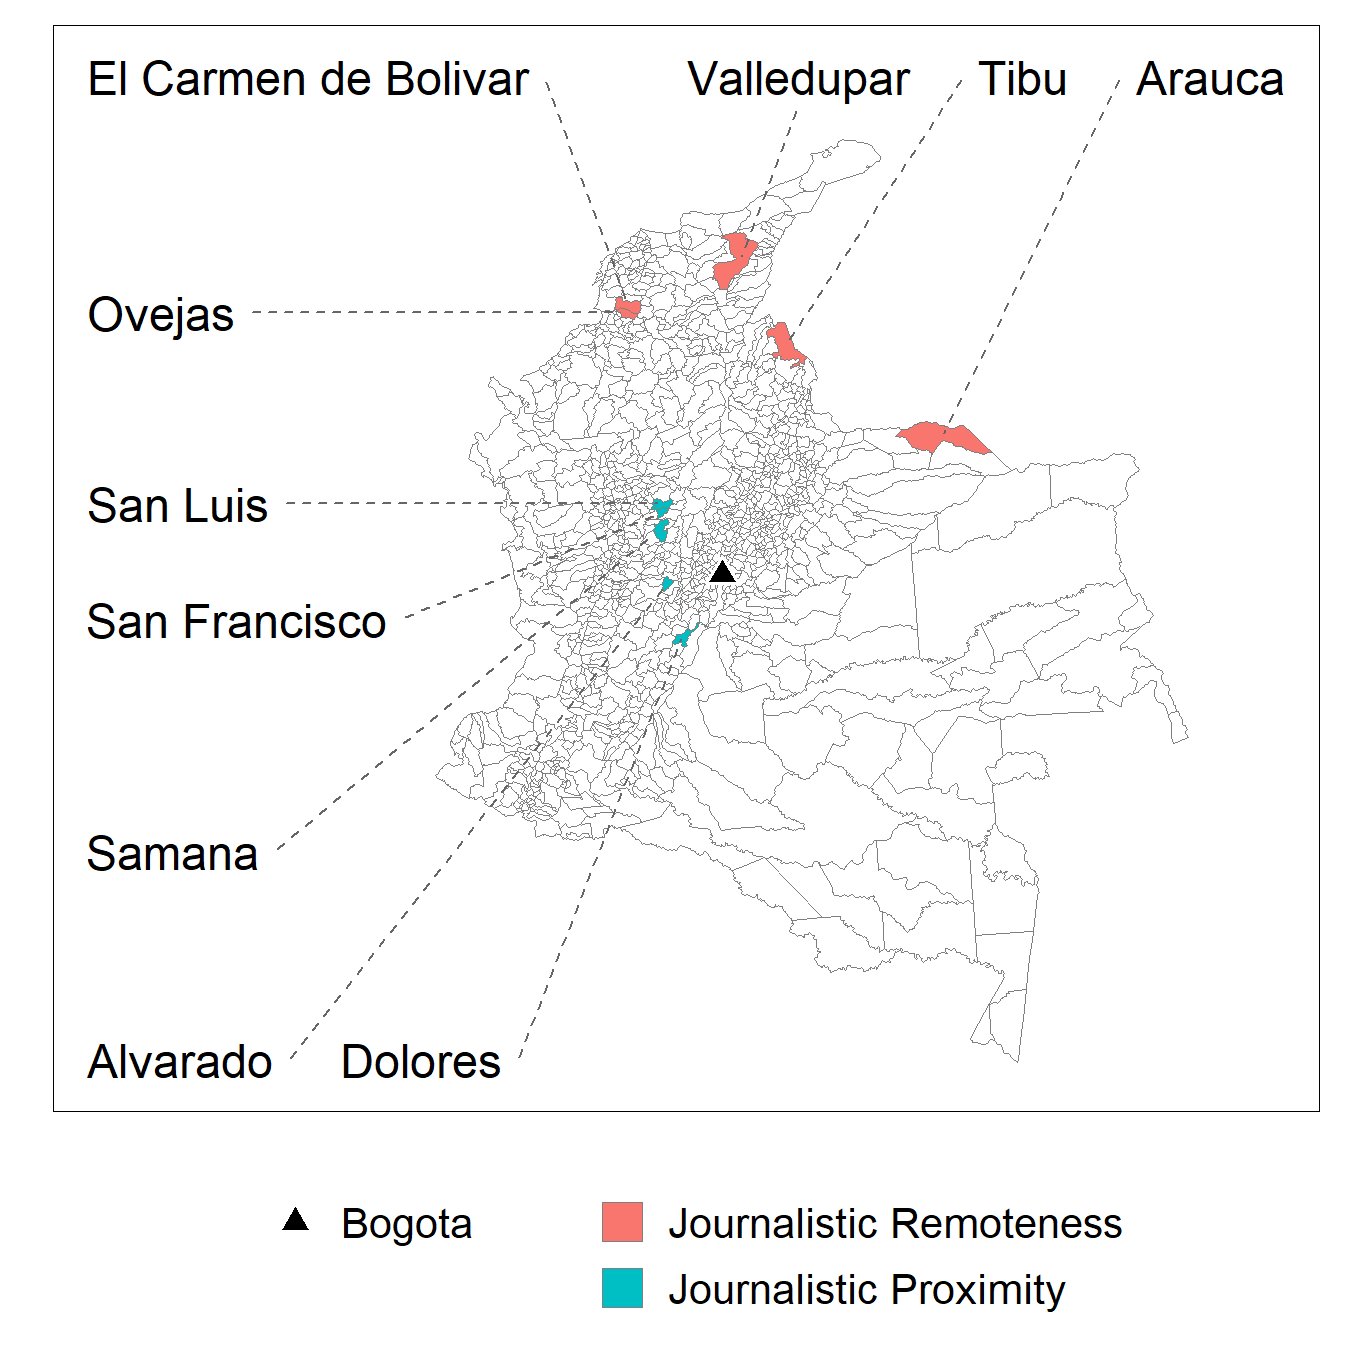 El Carmen de Bolivar
Valledupar
Tibu
Arauca
Ovejas
San Luis
San Francisco
Samana
Alvarado
Dolores
Bogota
Journalistic Remoteness
Journalistic Proximity